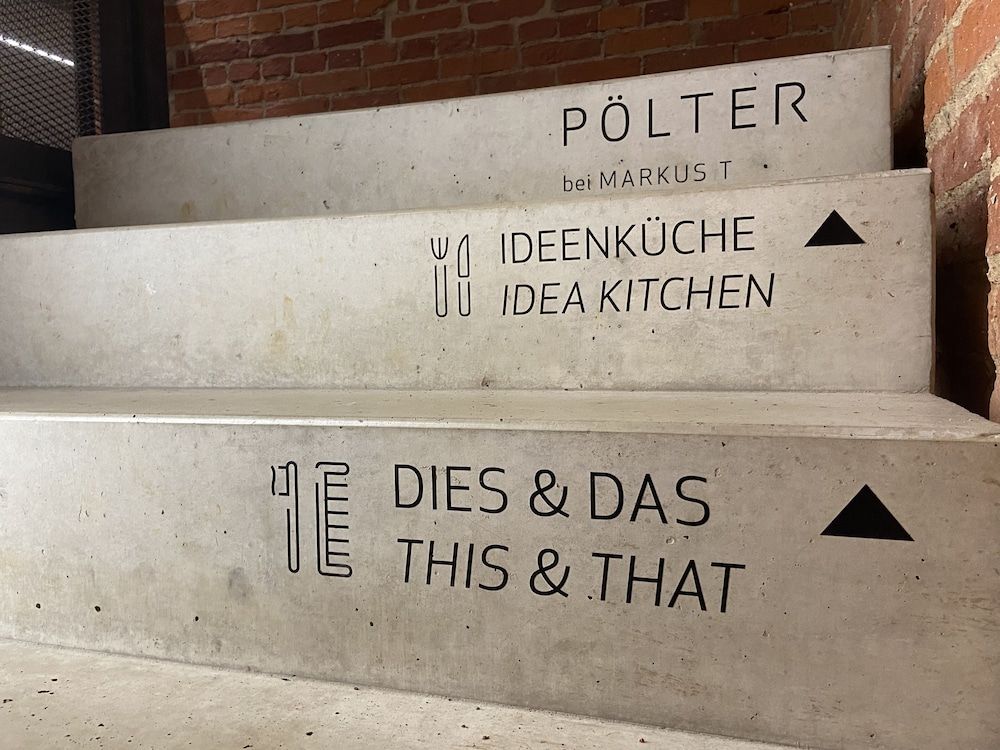 PÖLTER
bei MARKUS T
IDEENKÜCHE
IDEA KITCHEN
DIES & DAS
THIS & THAT